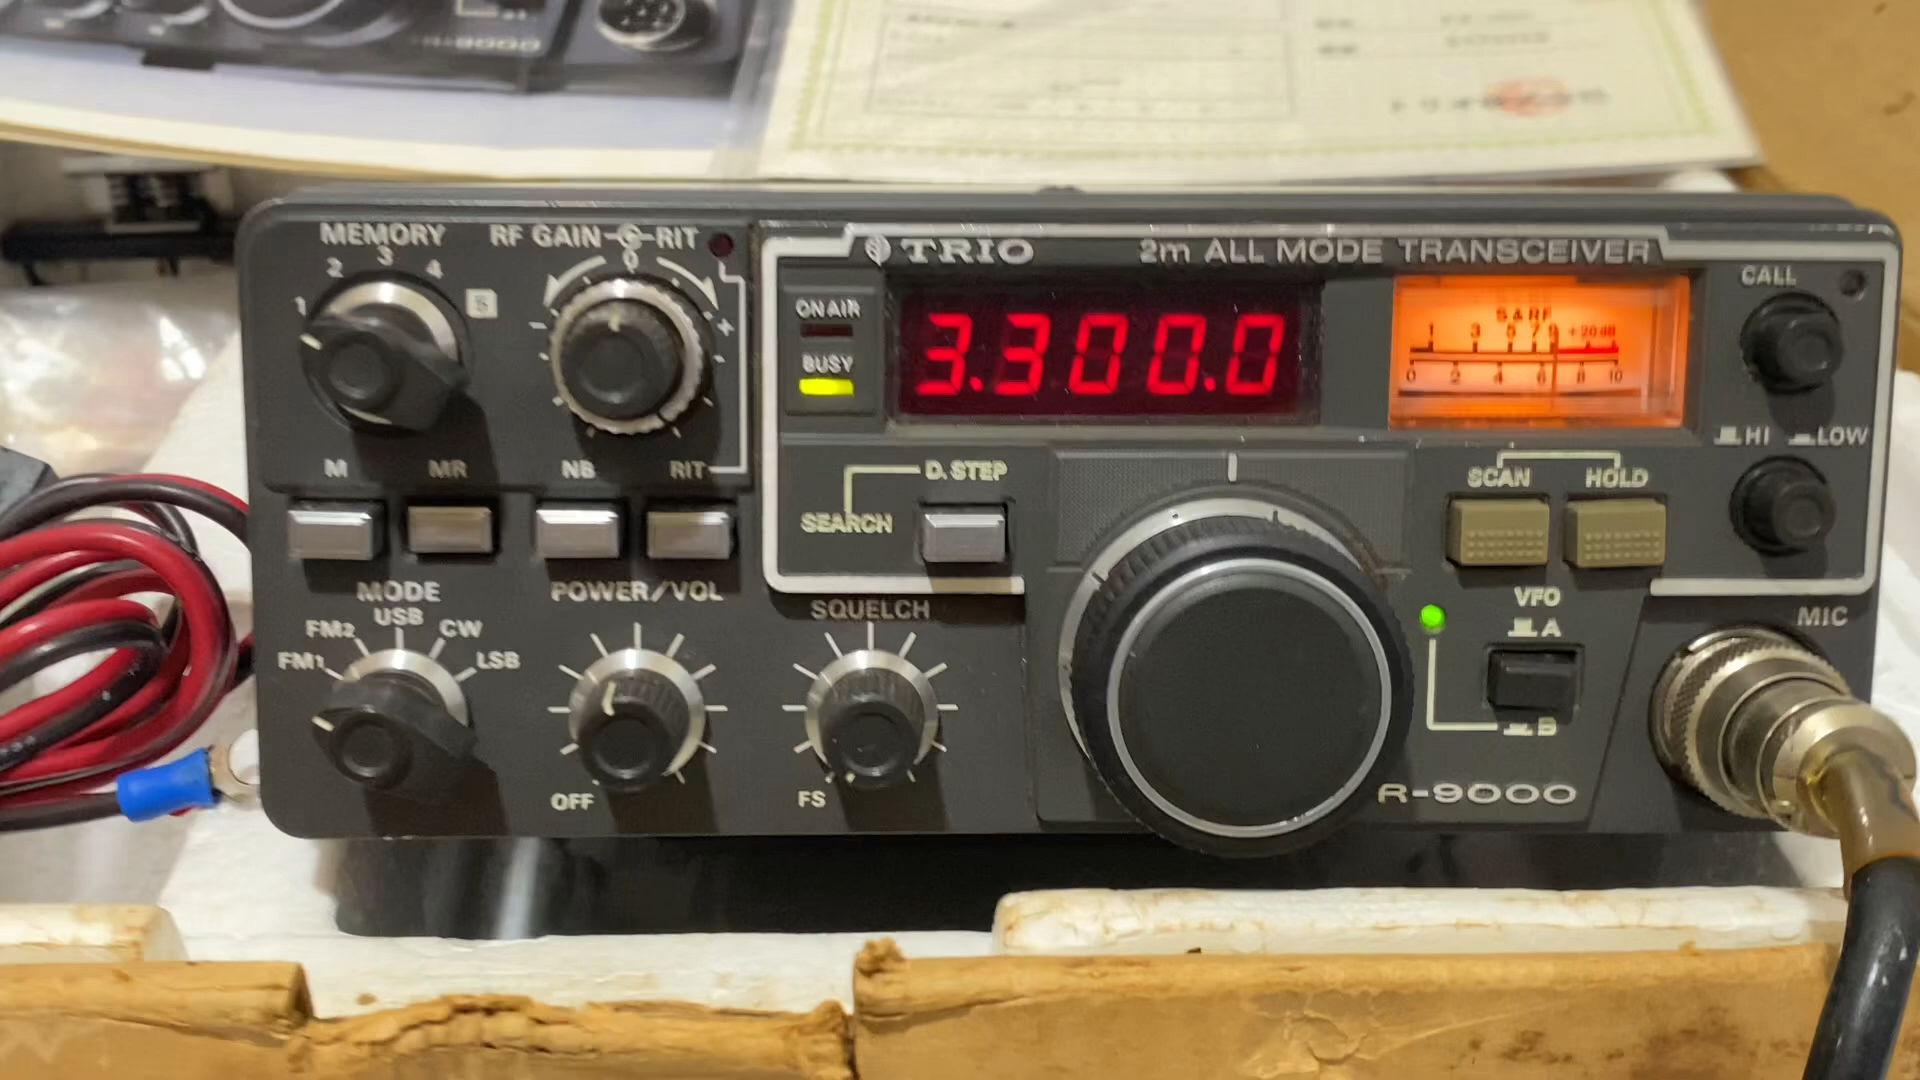 R-9000
MEMORY
1 2 3 4 5
RF GAIN RIT
0
- +
TRIO
2m ALL MODE TRANSCEIVER
ON AIR
BUSY
3.300.0
S & RF
1 3 5 7 9 +20dB
0 2 4 6 8 10
CALL
HI LOW
M MR NB RIT
D.STEP
SEARCH
SCAN HOLD
MODE
FM1 FM2 USB CW LSB
POWER/VOL
OFF
SQUELCH
FS
VFO
A
B
R-9000
MIC